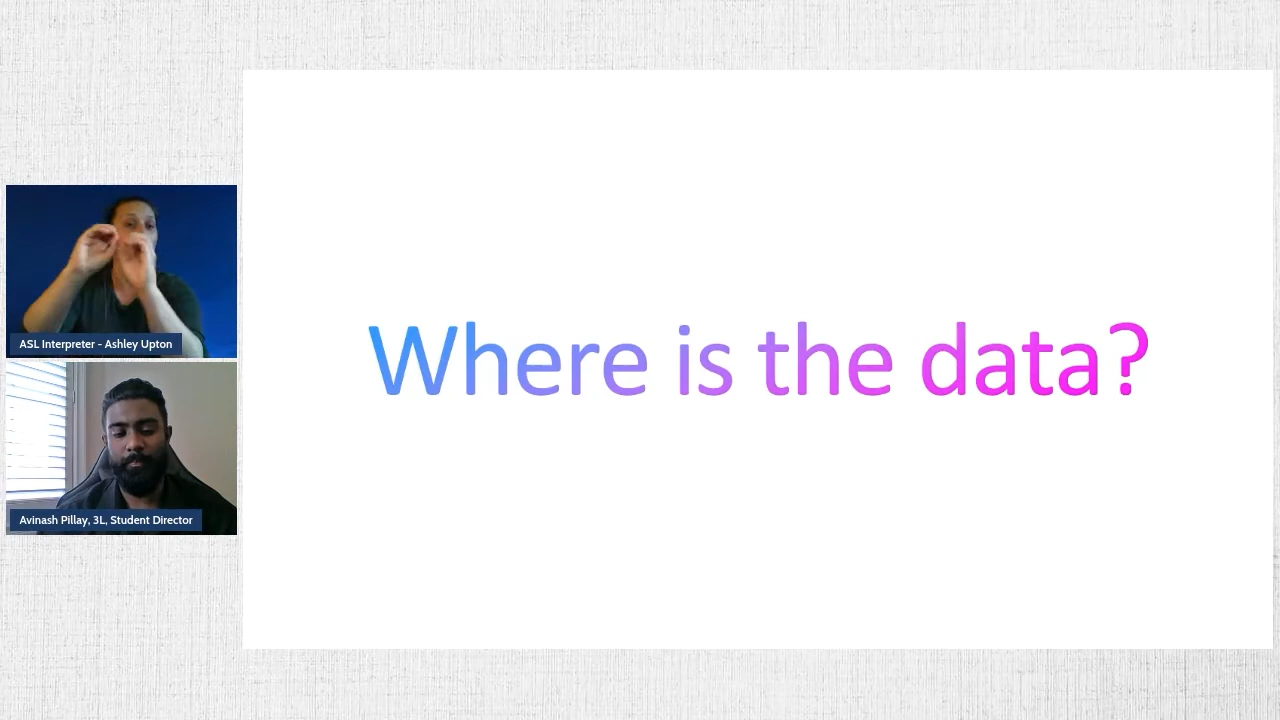 ASL Interpreter - Ashley Upton
Avinash Pillay, 3L, Student Director
Where is the data?